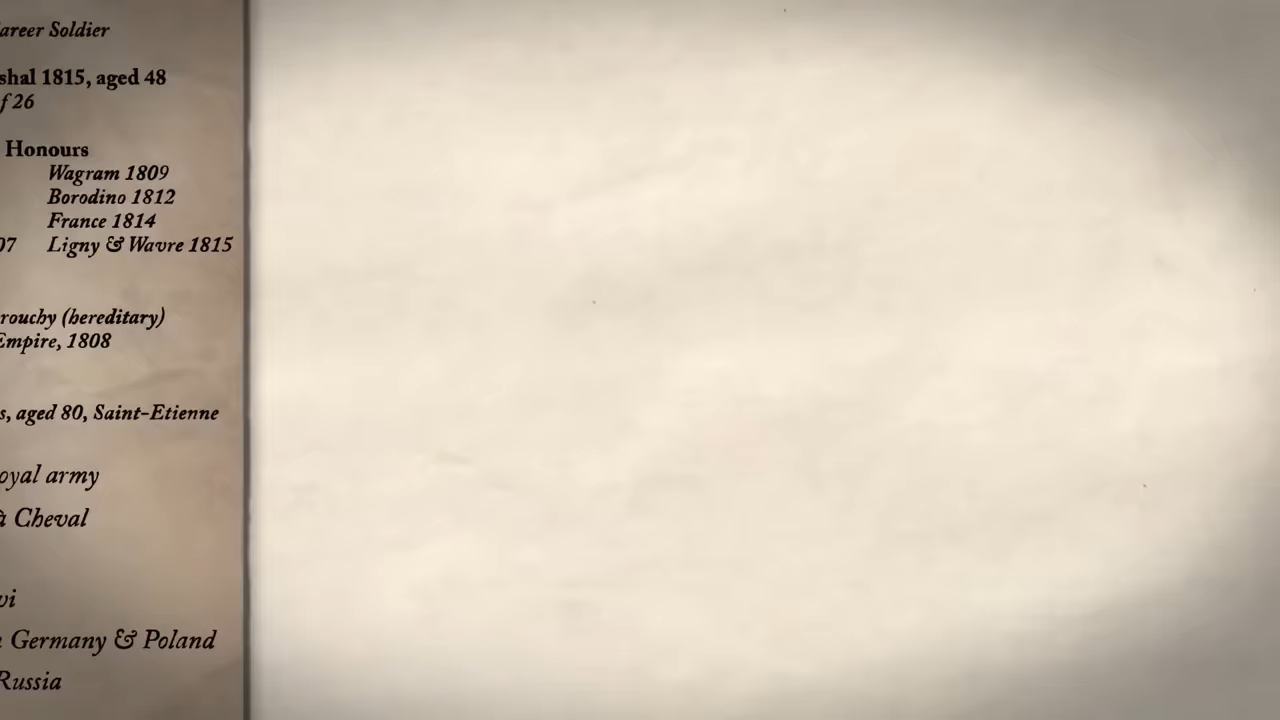 areer Soldier
shal 1815, aged 48
f 26
Honours
Wagram 1809
Borodino 1812
France 1814
07 Ligny & Wavre 1815
rouchy (hereditary)
Empire, 1808
s, aged 80, Saint-Etienne
oyal army
à Cheval
vi
Germany & Poland
Russia